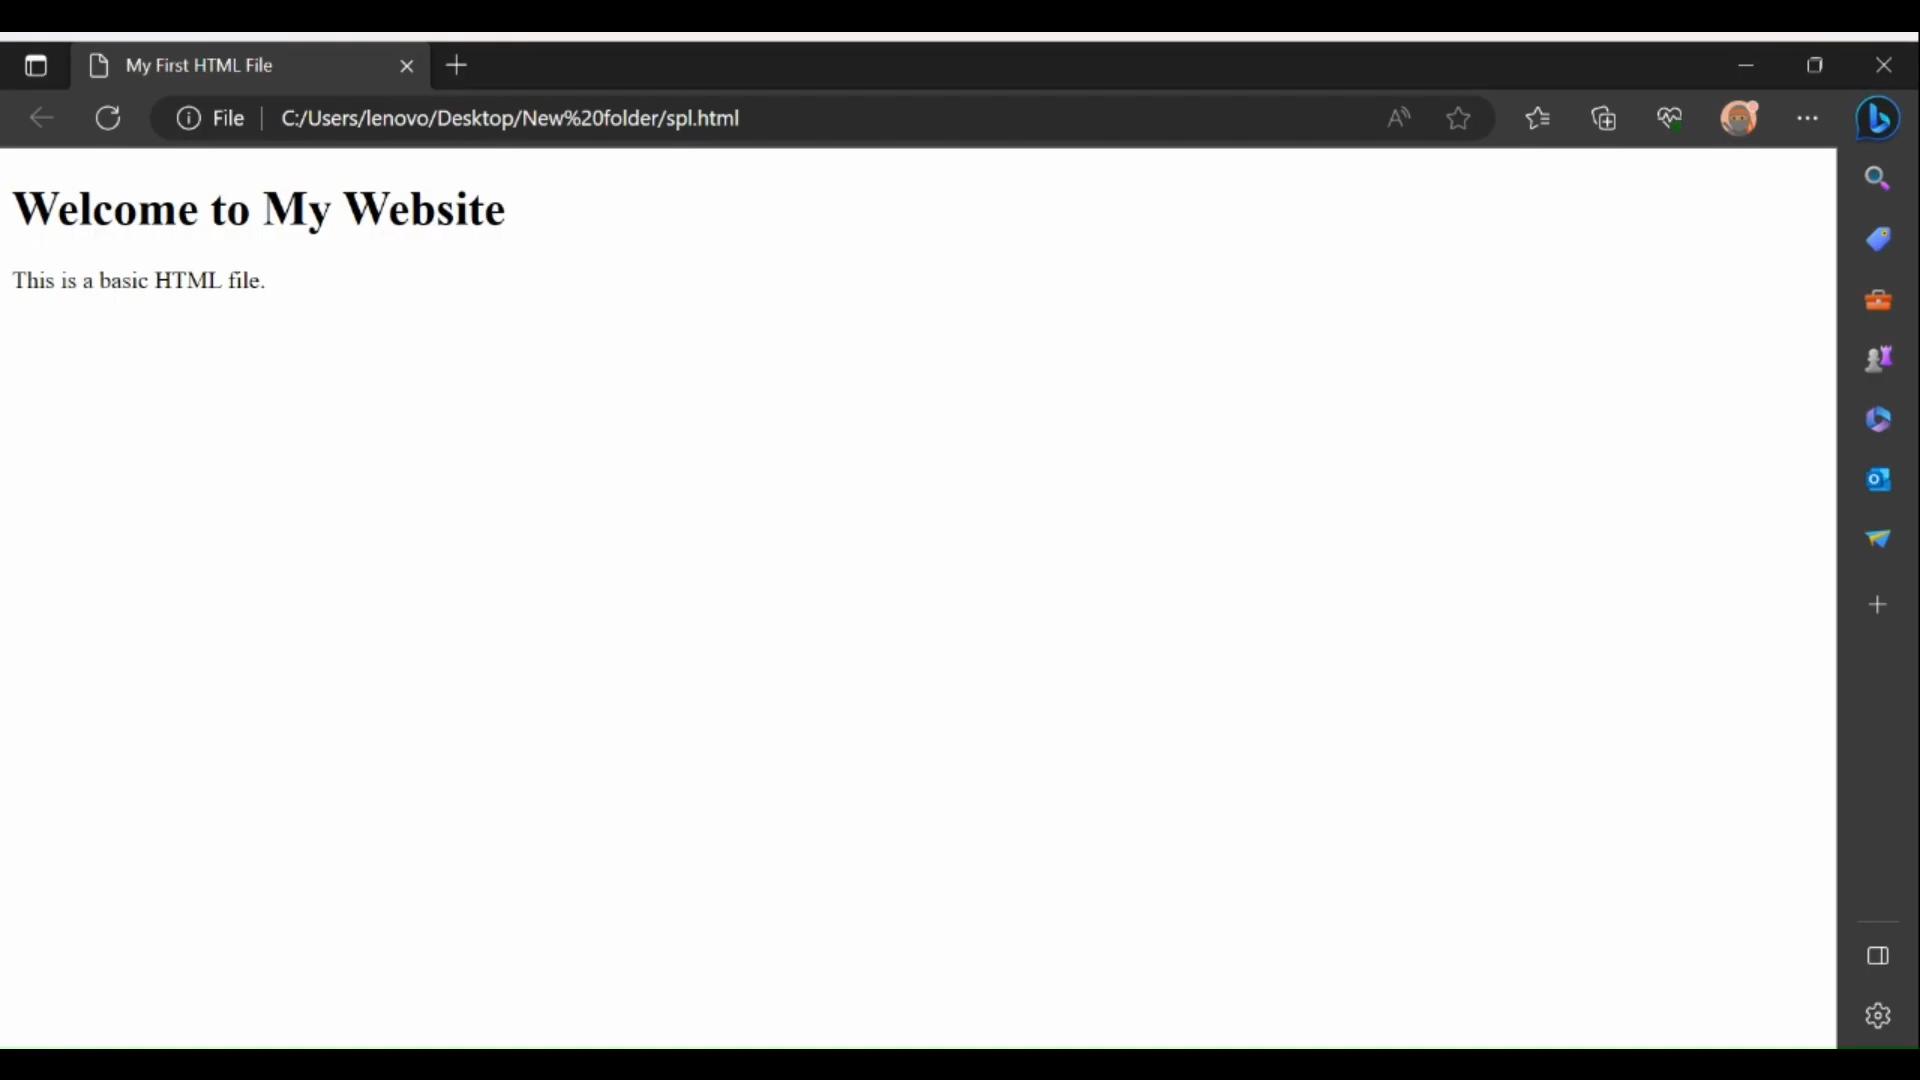 My First HTML File
File C:/Users/lenovo/Desktop/New%20folder/spl.html
Welcome to My Website
This is a basic HTML file.